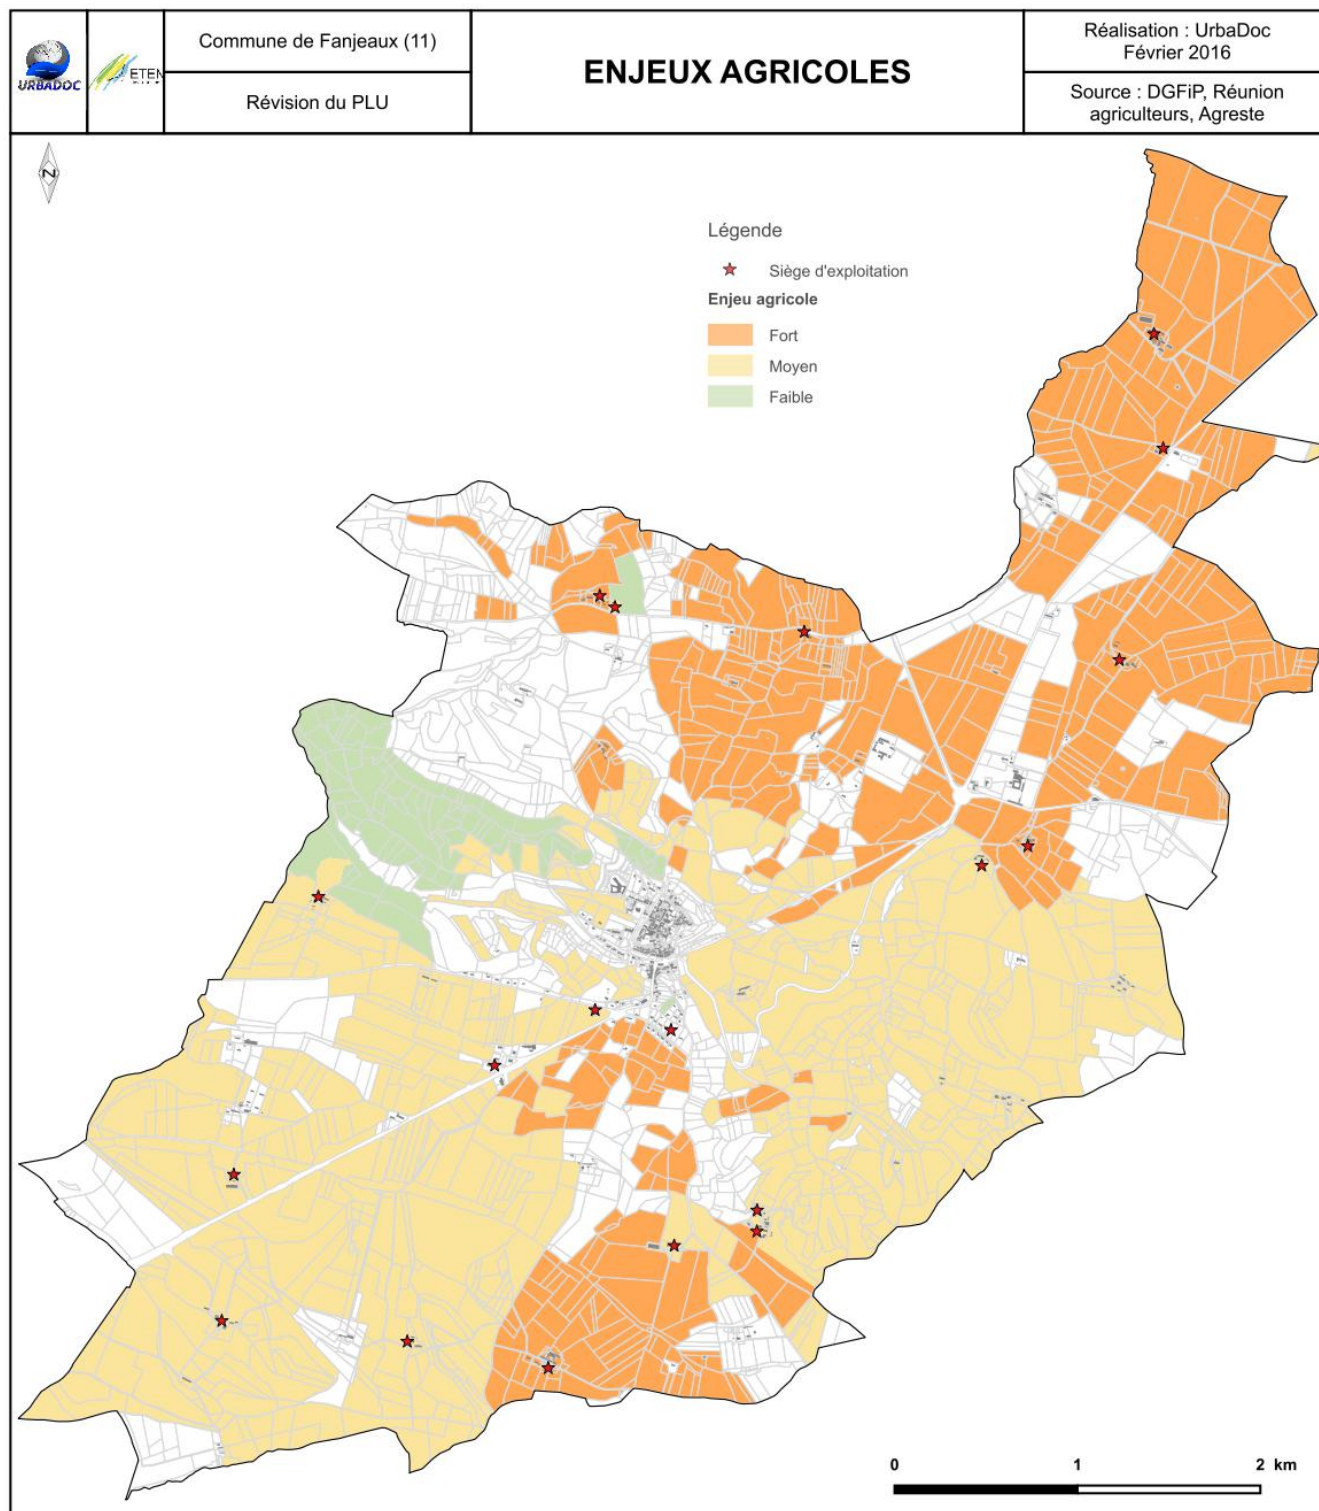 URBADOC
ETEN
Commune de Fanjeaux (11)
Révision du PLU
ENJEUX AGRICOLES
Réalisation : UrbaDoc
Février 2016
Source : DGFiP, Réunion
agriculteurs, Agreste
N
Légende
Siège d'exploitation
Enjeu agricole
Fort
Moyen
Faible
0 1 2 km